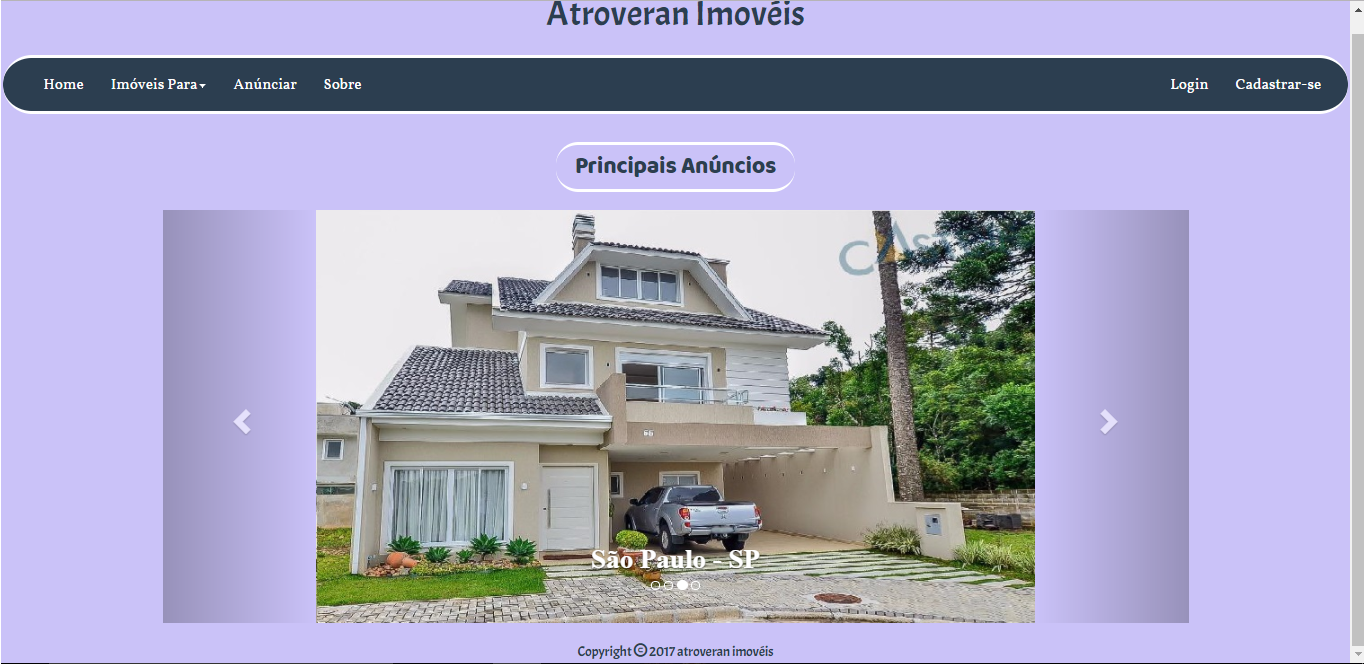 Atroveran Imovéis
Home Imóveis Para Anúnciar Sobre Login Cadastrar-se
Principais Anúncios
São Paulo - SP
Copyright © 2017 atroveran imovéis